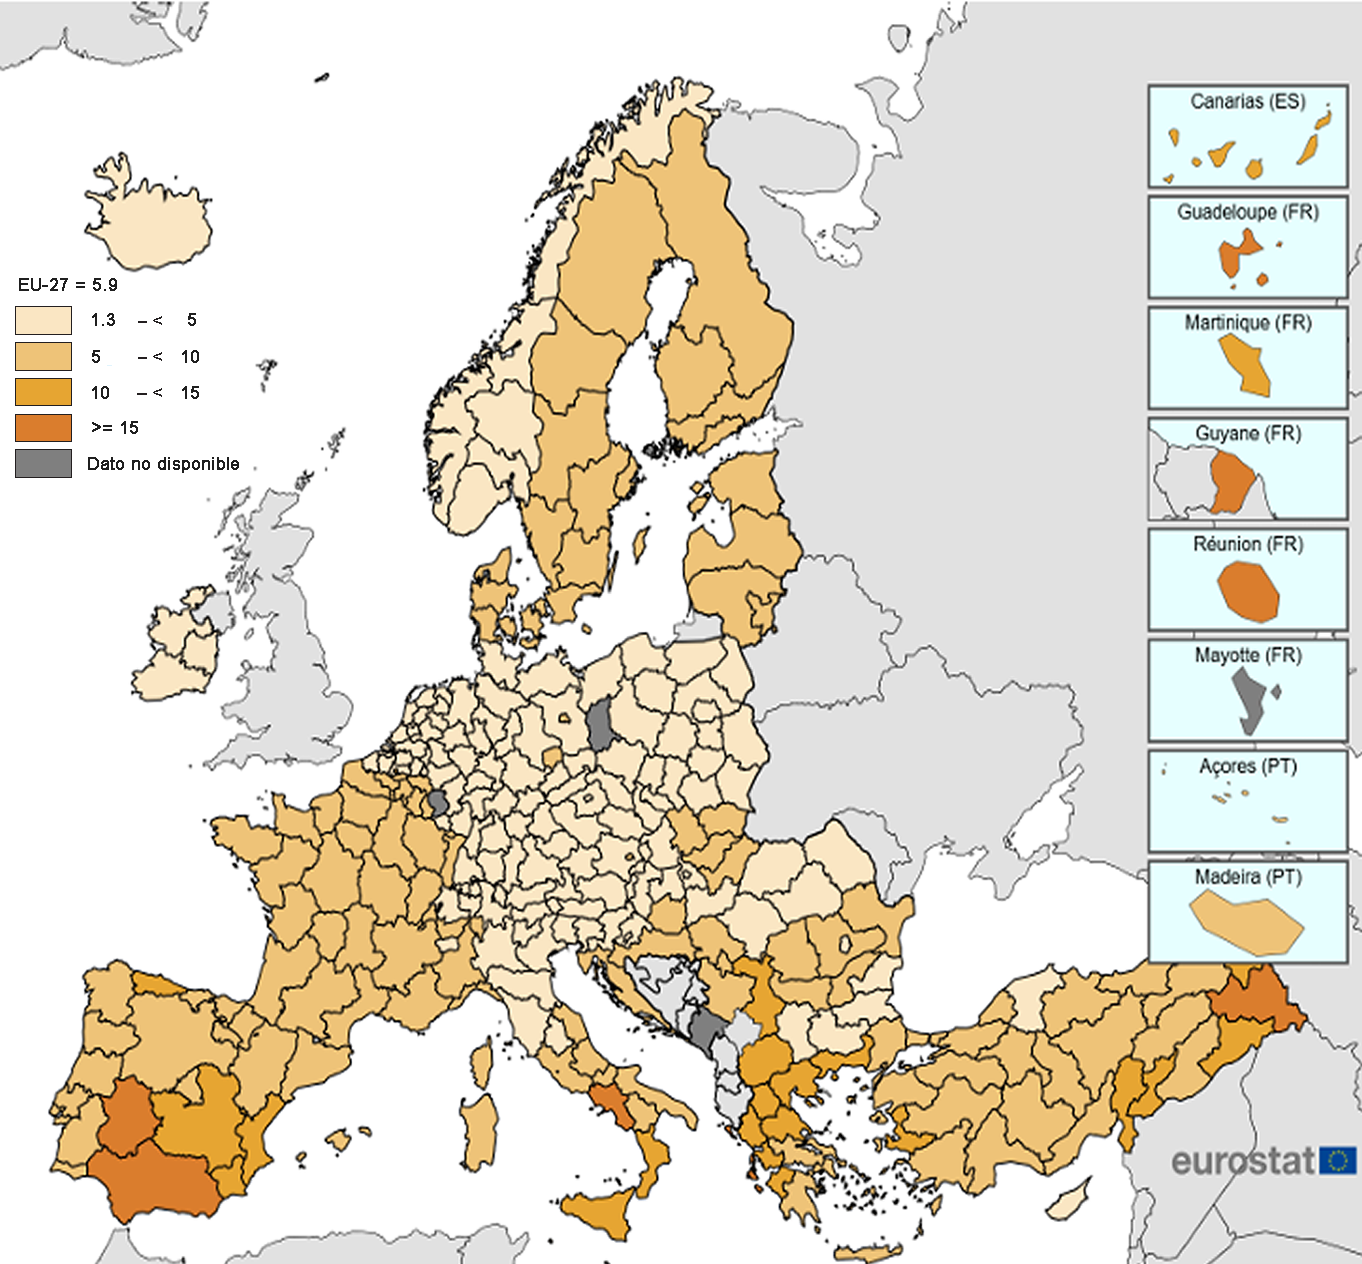 EU-27 = 5.9
1.3 – < 5
5 – < 10
10 – < 15
>= 15
Dato no disponible
Canarias (ES)
Guadeloupe (FR)
Martinique (FR)
Guyane (FR)
Réunion (FR)
Mayotte (FR)
Açores (PT)
Madeira (PT)
eurostat